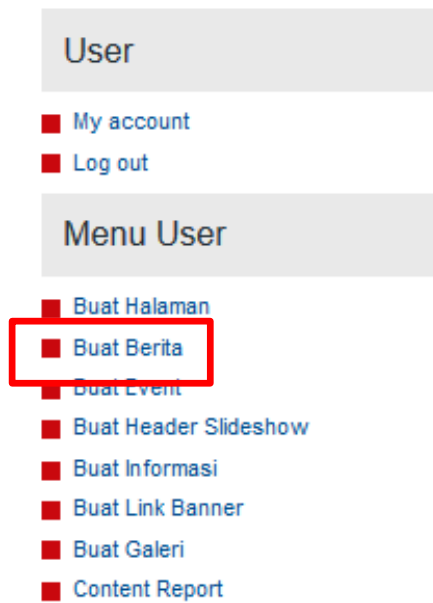 User
My account
Log out
Menu User
Buat Halaman
Buat Berita
Buat Event
Buat Header Slideshow
Buat Informasi
Buat Link Banner
Buat Galeri
Content Report